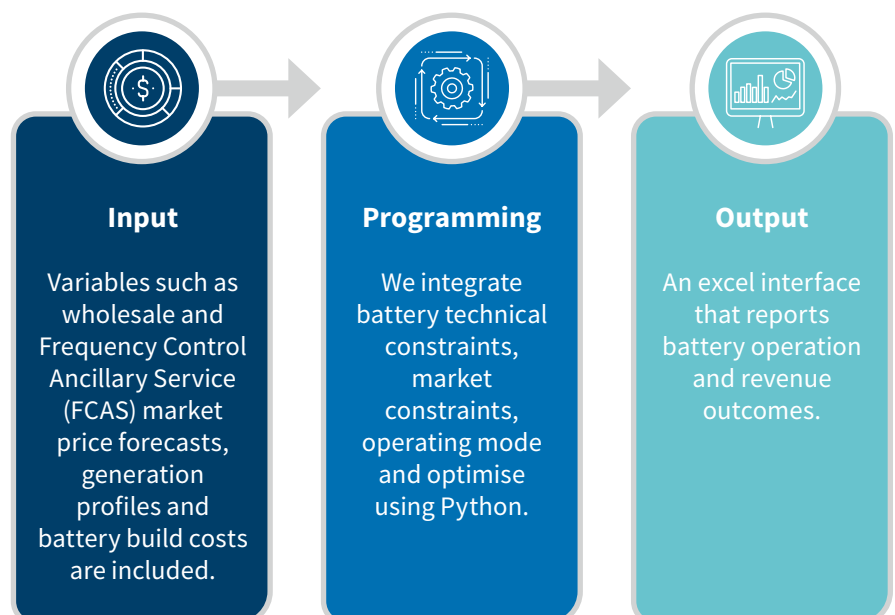 $
Input
Variables such as
wholesale and
Frequency Control
Ancillary Service
(FCAS) market
price forecasts,
generation
profiles and
battery build costs
are included.
Programming
We integrate
battery technical
constraints,
market
constraints,
operating mode
and optimise
using Python.
Output
An excel interface
that reports
battery operation
and revenue
outcomes.